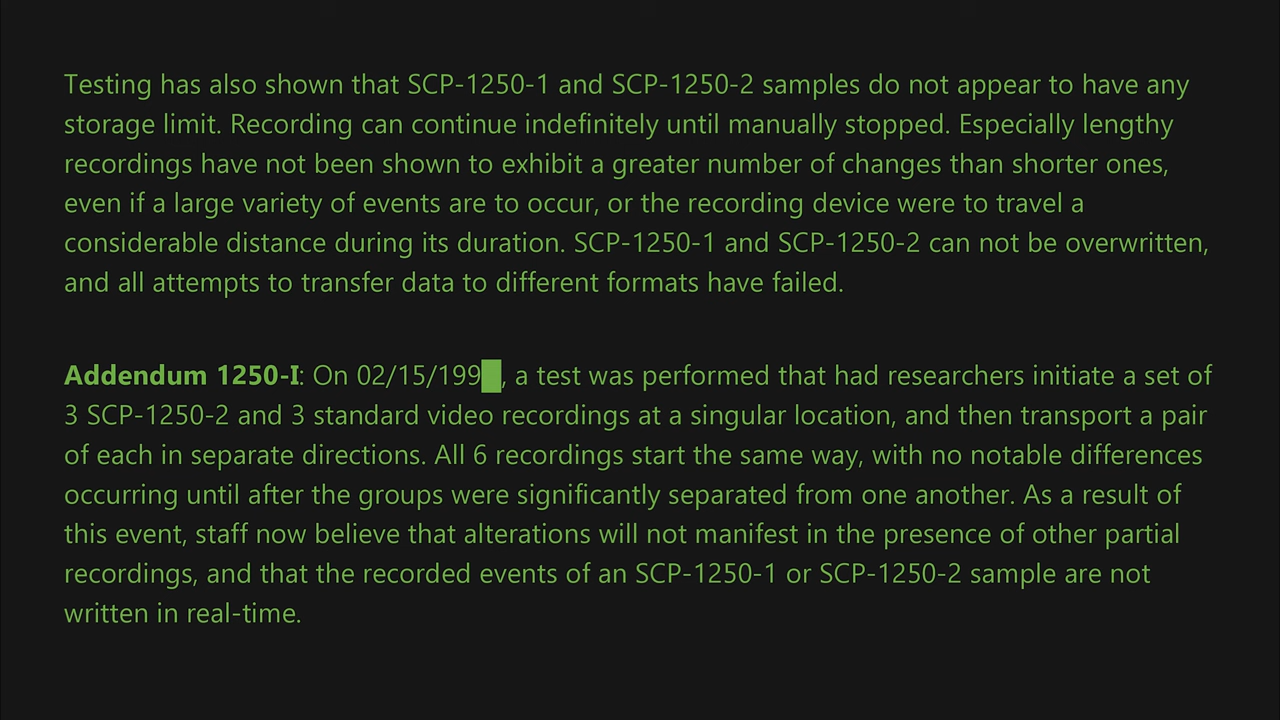 Testing has also shown that SCP-1250-1 and SCP-1250-2 samples do not appear to have any
storage limit. Recording can continue indefinitely until manually stopped. Especially lengthy
recordings have not been shown to exhibit a greater number of changes than shorter ones,
even if a large variety of events are to occur, or the recording device were to travel a
considerable distance during its duration. SCP-1250-1 and SCP-1250-2 can not be overwritten,
and all attempts to transfer data to different formats have failed.
Addendum 1250-I: On 02/15/199█, a test was performed that had researchers initiate a set of
3 SCP-1250-2 and 3 standard video recordings at a singular location, and then transport a pair
of each in separate directions. All 6 recordings start the same way, with no notable differences
occurring until after the groups were significantly separated from one another. As a result of
this event, staff now believe that alterations will not manifest in the presence of other partial
recordings, and that the recorded events of an SCP-1250-1 or SCP-1250-2 sample are not
written in real-time.